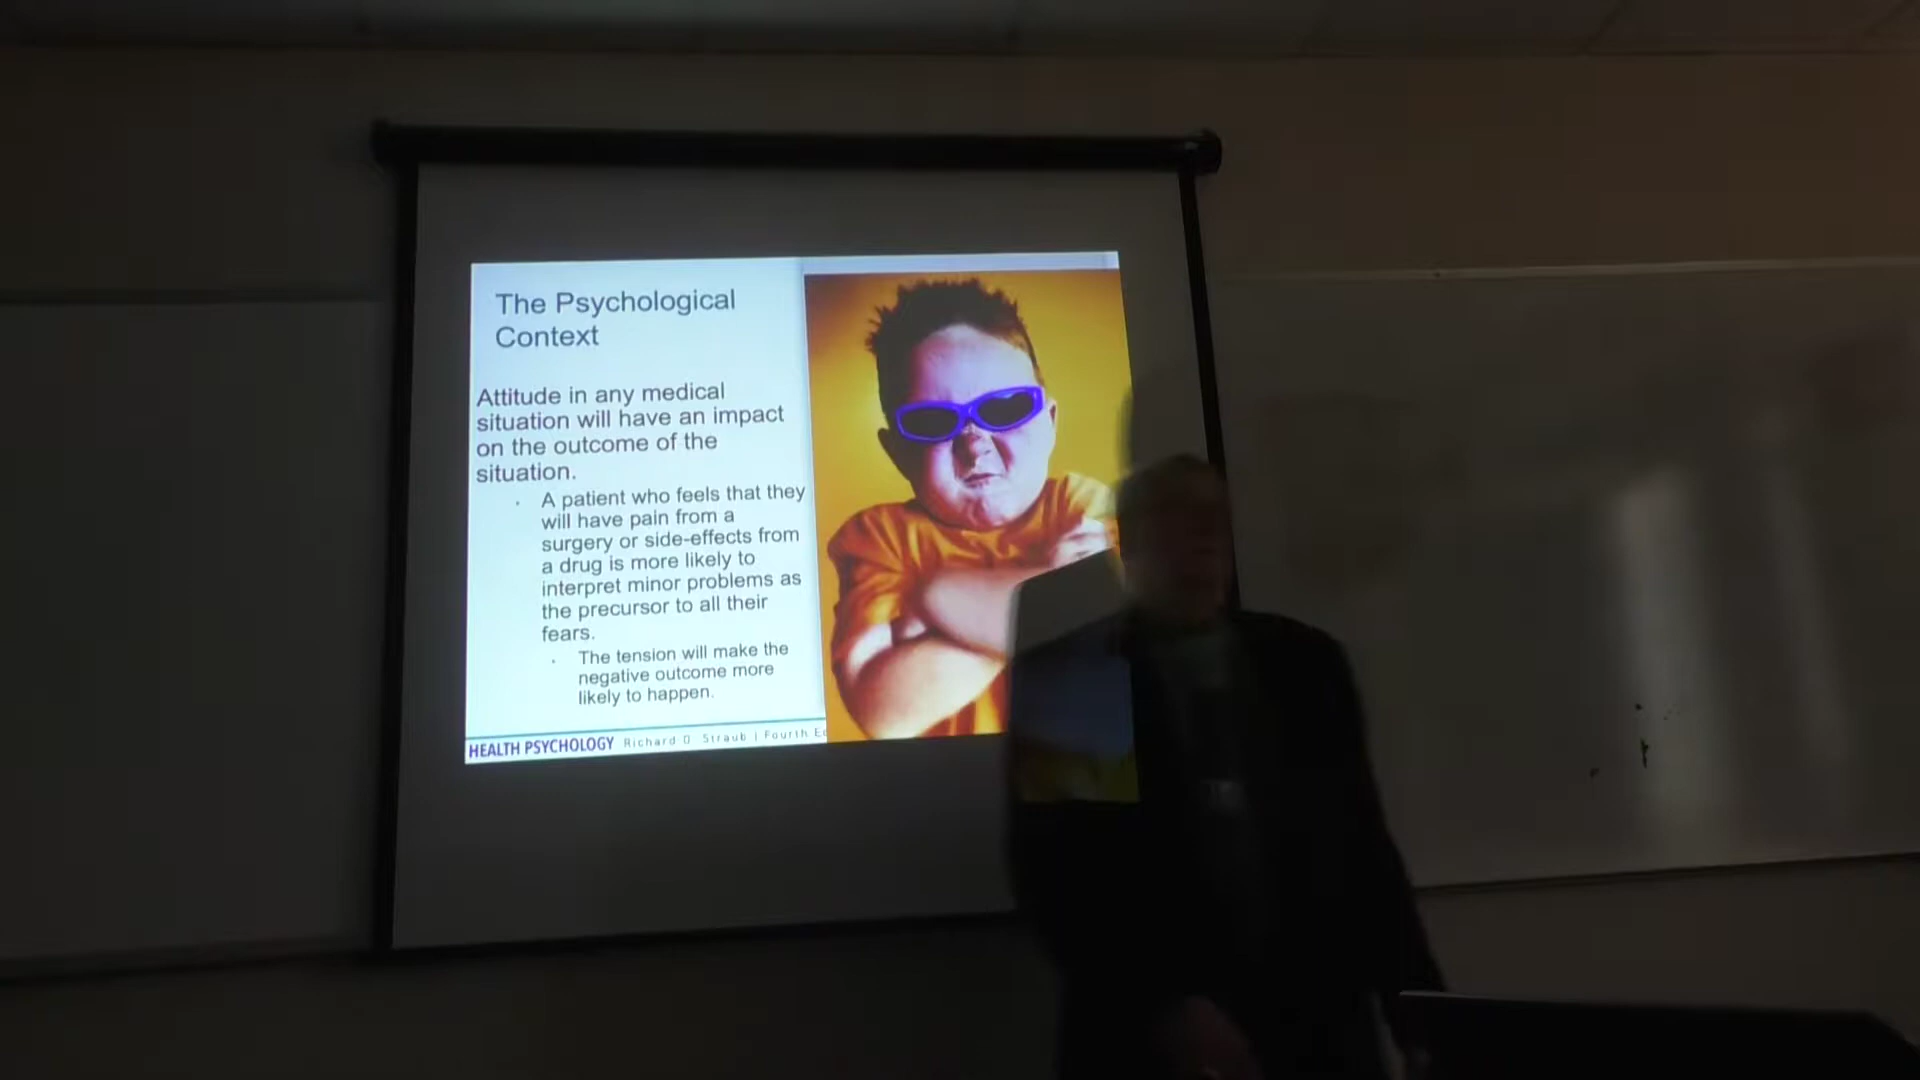 The Psychological
Context
Attitude in any medical
situation will have an impact
on the outcome of the
situation.
· A patient who feels that they
will have pain from a
surgery or side-effects from
a drug is more likely to
interpret minor problems as
the precursor to all their
fears.
· The tension will make the
negative outcome more
likely to happen.
HEALTH PSYCHOLOGY Richard O. Straub | Fourth